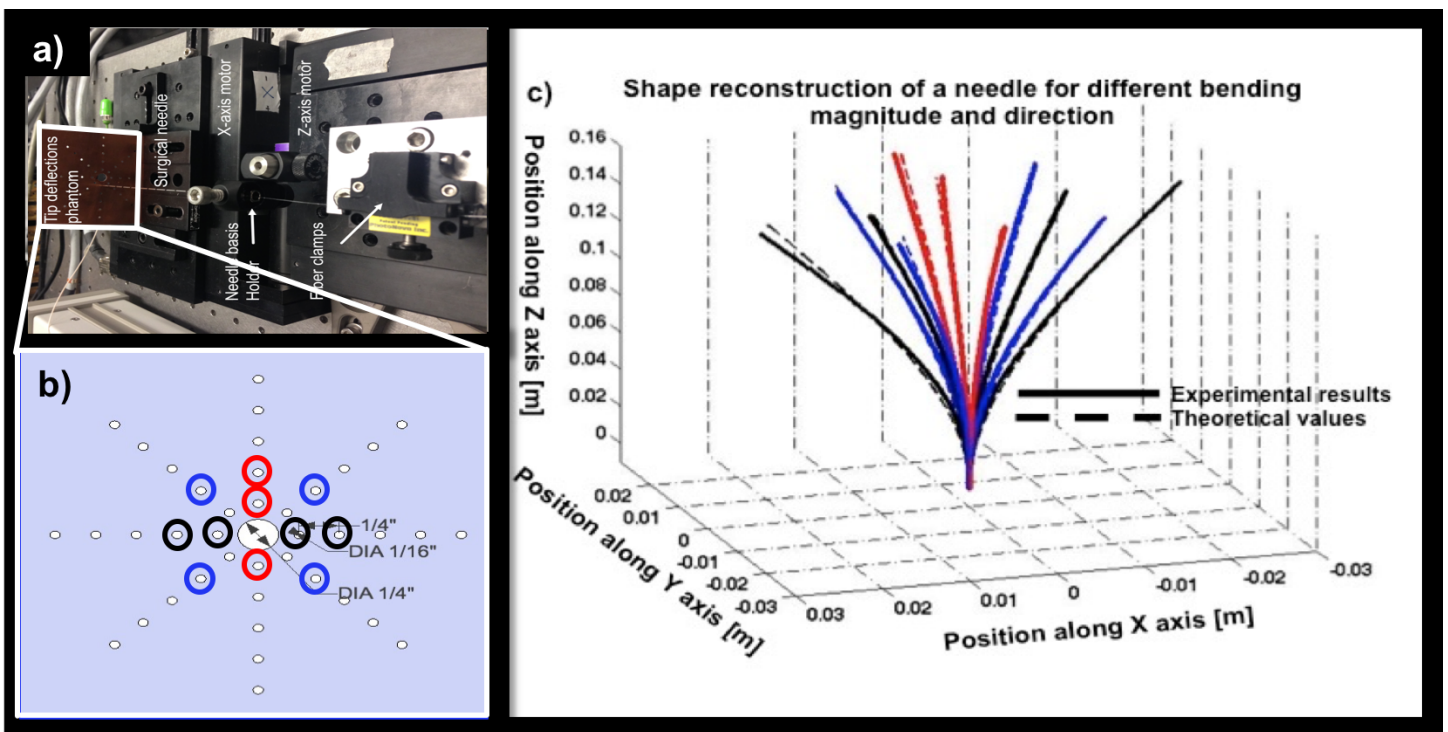 a)
Tip deflections
phantom
Surgical needle
X-axis motor
Z-axis motor
X
Needle basis
Holder
Fiber clamps
b)
1/4"
DIA 1/16"
DIA 1/4"
c)
Shape reconstruction of a needle for different bending
magnitude and direction
Position along Z axis [m]
0.16
0.14
0.12
0.1
0.08
0.06
0.04
0.02
0
Experimental results
Theoretical values
Position along Y axis [m]
0.02
0.01
0
-0.01
-0.02
-0.03
Position along X axis [m]
0.03
0.02
0.01
0
-0.01
-0.02
-0.03